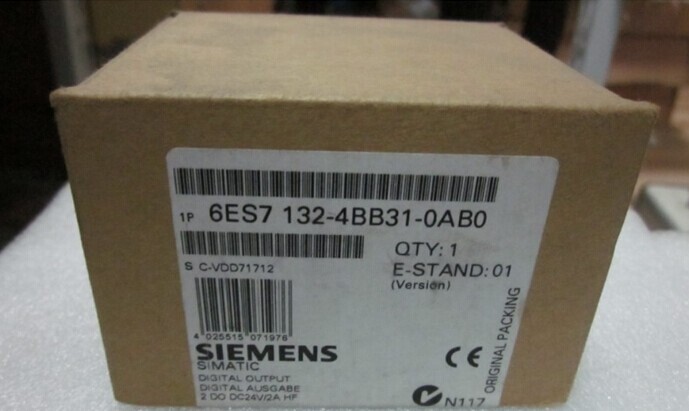 1P 6ES7 132-4BB31-0AB0
QTY: 1
S C-VDD71712
E-STAND: 01
(Version)
4 025515 071976
SIEMENS
SIMATIC
DIGITAL OUTPUT
DIGITAL AUSGABE
2 DO DC24V/2A HF
CE
N117
ORIGINAL PACKING